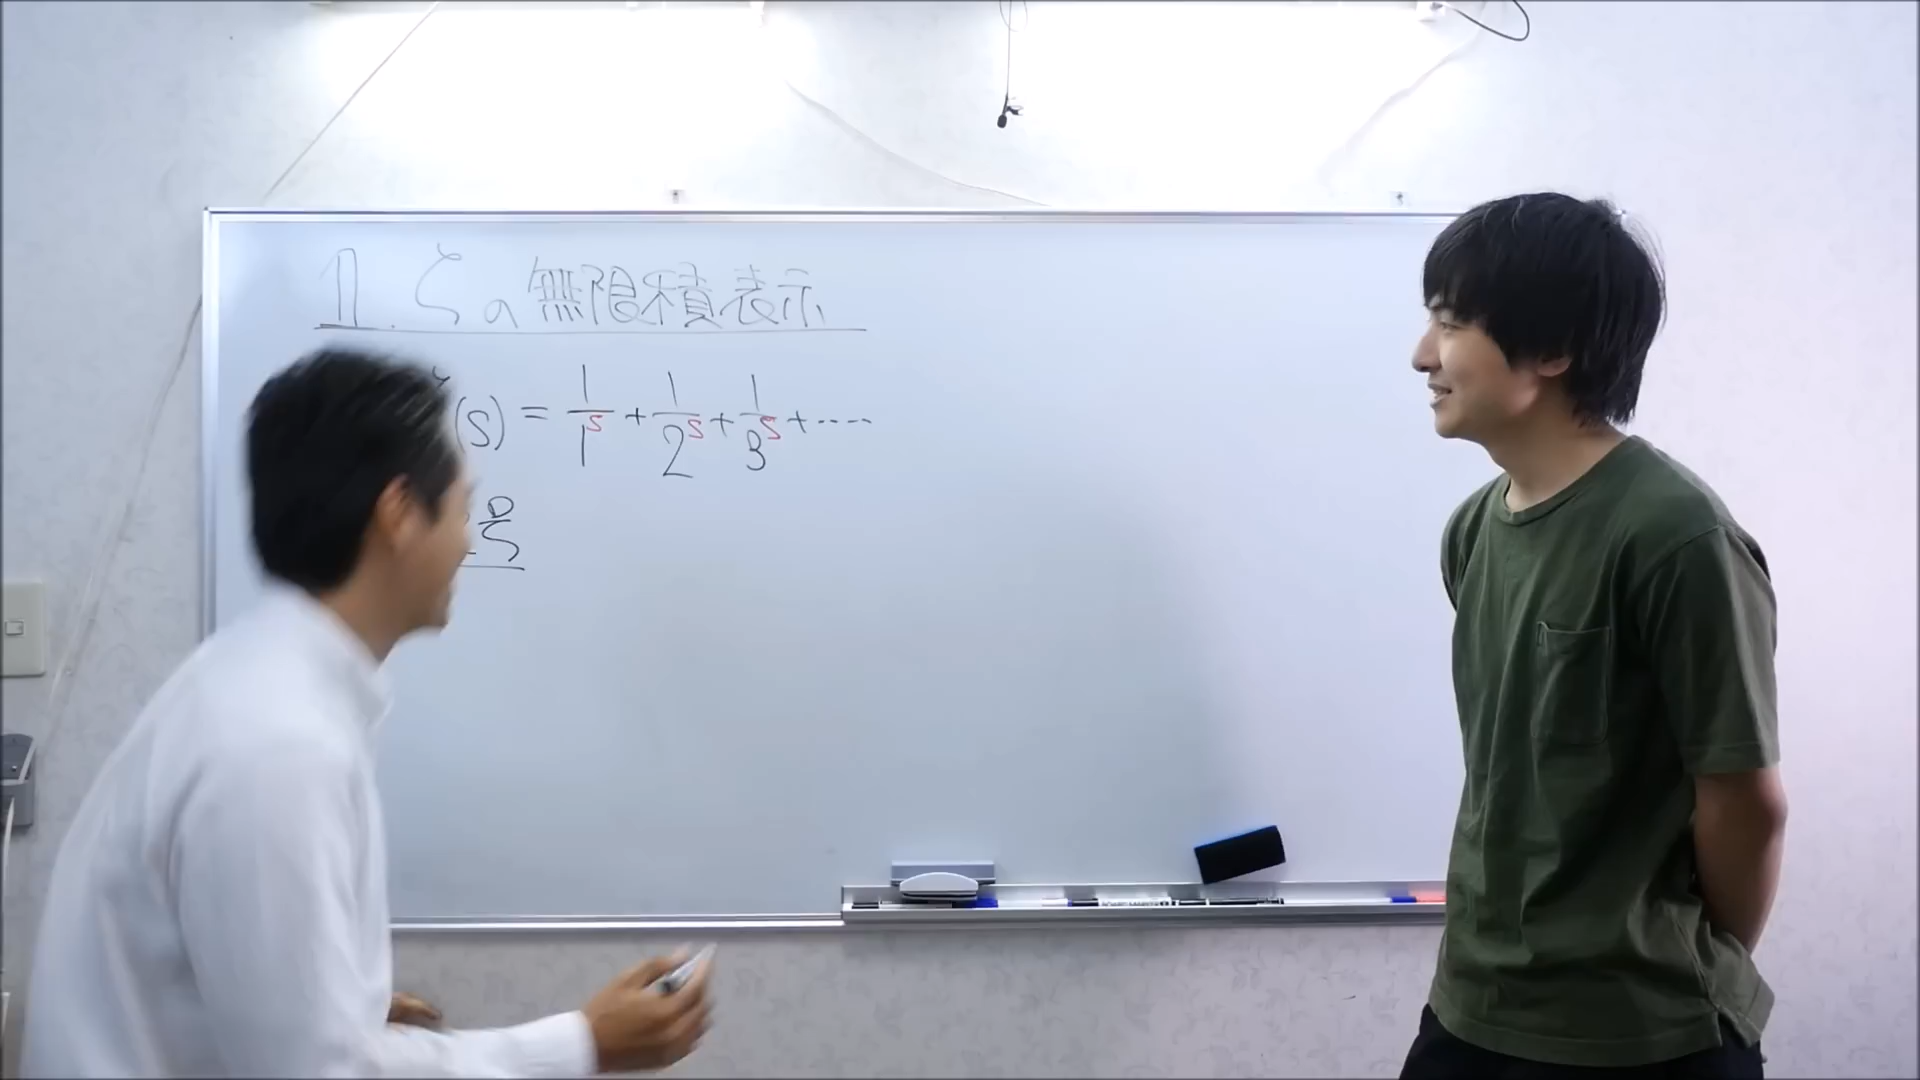 1. ζの無限積表示
(s) = 1/1^s + 1/2^s + 1/3^s + ····